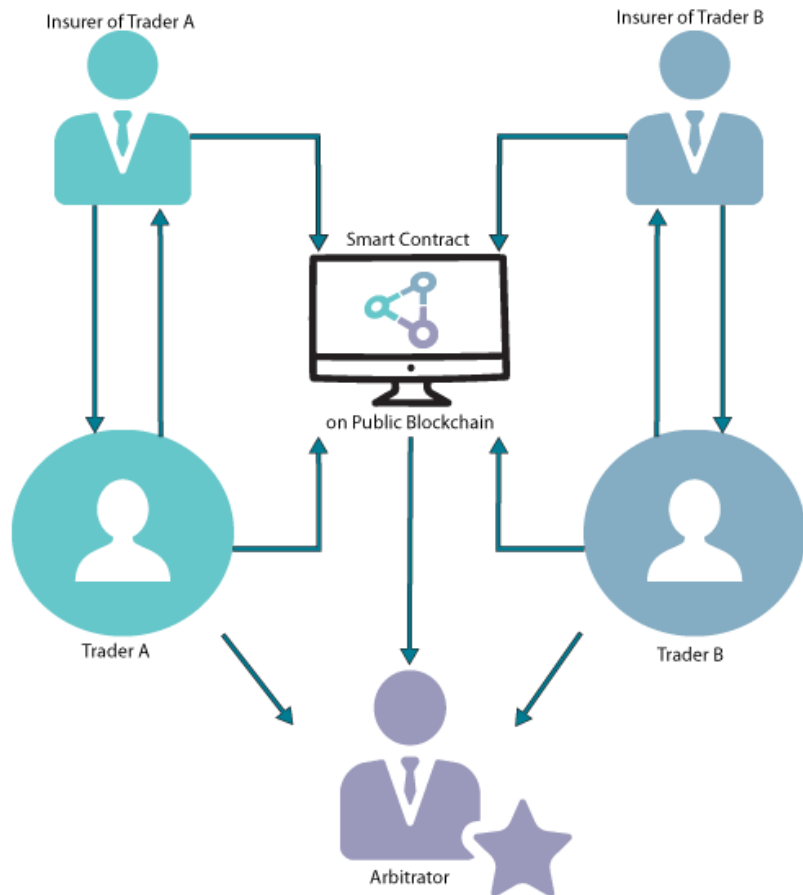 Insurer of Trader A
Insurer of Trader B
Smart Contract
on Public Blockchain
Trader A
Trader B
Arbitrator